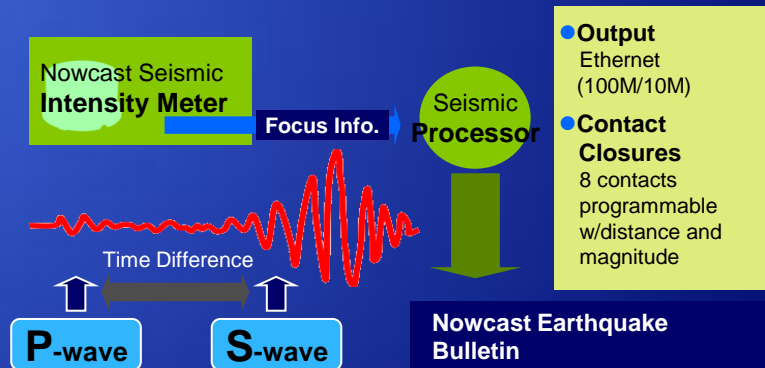 Nowcast Seismic
Intensity Meter
Focus Info.
Seismic
Processor
●Output
Ethernet
(100M/10M)
●Contact
Closures
8 contacts
programmable
w/distance and
magnitude
Time Difference
P-wave
S-wave
Nowcast Earthquake
Bulletin